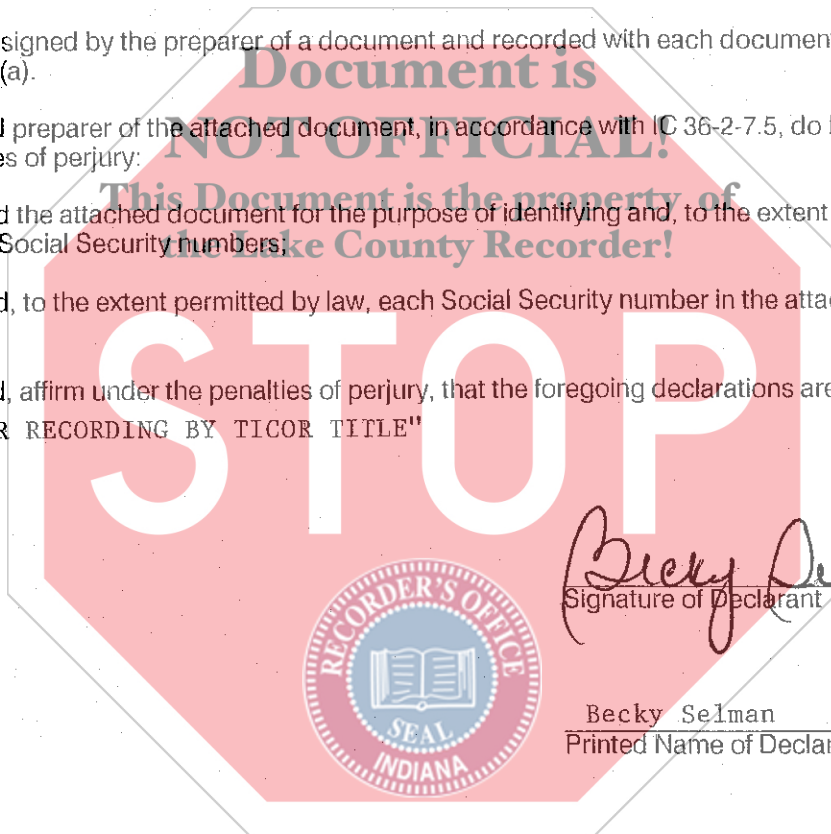 signed by the preparer of a document and recorded with each documen
(a).
Document is
preparer of the attached document, in accordance with IC 36-2-7.5, do
es of perjury:
NOT OFFICIAL!
This Document is the property of
d the attached document for the purpose of identifying and, to the extent
Social Security numbers;
the Lake County Recorder!
d, to the extent permitted by law, each Social Security number in the atta
STOP
d, affirm under the penalties of perjury, that the foregoing declarations are
R RECORDING BY TICOR TITLE"
Becky
Signature of Declarant
RECORDER'S OFFICE
SEAL
INDIANA
Becky Selman
Printed Name of Declar